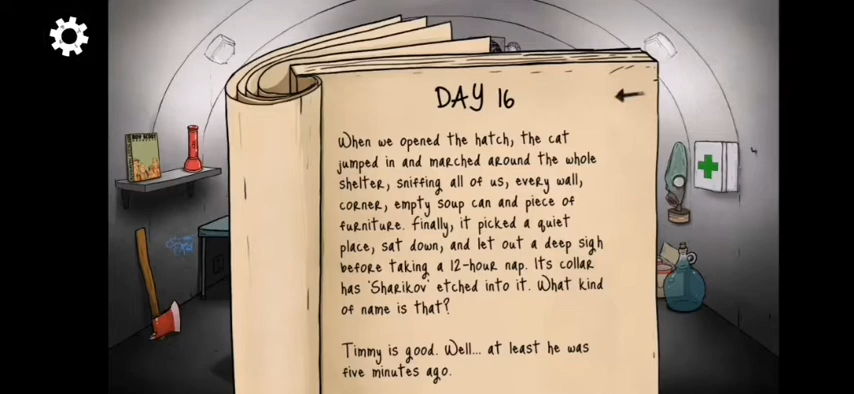 DAY 16
When we opened the hatch, the cat
jumped in and marched around the whole
shelter, sniffing all of us, every wall,
corner, empty soup can and piece of
furniture. Finally, it picked a quiet
place, sat down, and let out a deep sigh
before taking a 12-hour nap. Its collar
has 'Sharikov' etched into it. What kind
of name is that?
Timmy is good. Well... at least he was
five minutes ago.